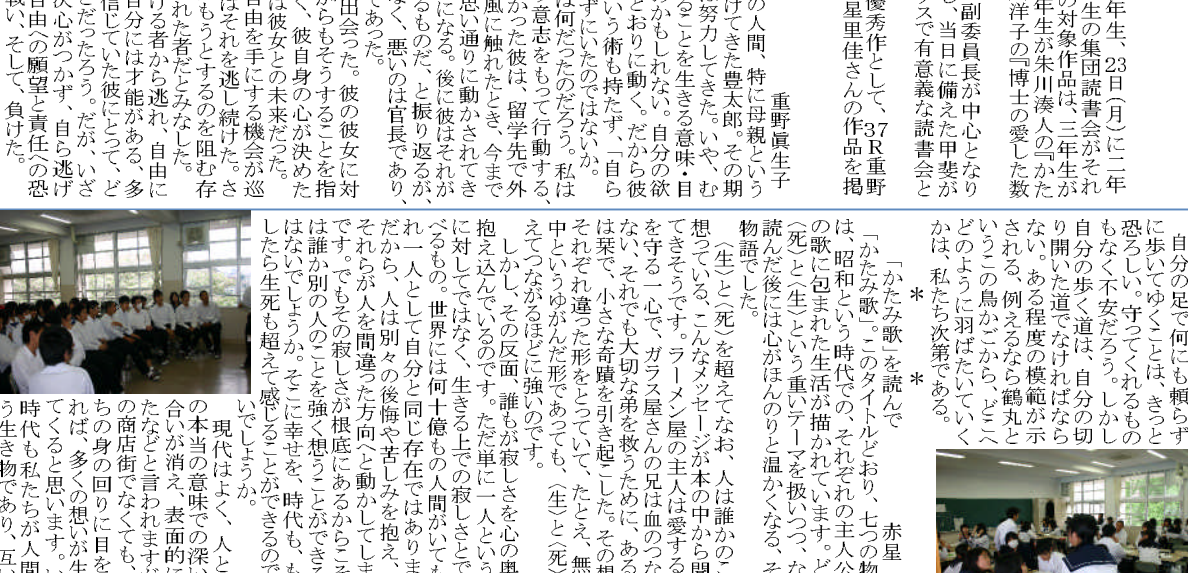 年生、23日(月)に二年
生の集団読書会がそれ
の対象作品は、三年生が
年生が朱川湊人の『かた
洋子の『博士の愛した数
副委員長が中心となり
、当日に備えた甲斐が
スで有意義な読書会と
優秀作として、37R重野
星里佳さんの作品を掲
重野眞生子
の人間、特に母親という
けてきた豊太郎。その期
に努力してきた。いや、む
ることを生きる意味・目
かもしれない。自分の欲
とおりに動く。だから彼
いう術も持たず、「自ら
ずにいたのではないか。
は何だったのだろう。私は
の意志をもって行動する、
かった彼は、留学先で外
風に触れたとき、今まで
思い通りに動かされてき
になる。後に彼はそれが
るものだ、と振り返るが、
なく、悪いのは官長であり、
であった。
出会った。彼の彼女に対
からもそうすることを指
く、彼自身の心が決めた
は彼女との未来だった。
自由を手にする機会が巡
はそれを逃し続けた。さ
もうとするのを阻む存
れた者だとみなした。
ける者から逃れ、自由に
自分には才能がある、多
信じていた彼にとって、ど
とだったろう。だが、いざ
決心がつかず、自ら逃げ
自由への願望と責任への恐
戦い、そして、負けた。
自分の足で何にも頼らず
に歩いてゆくことは、きっと
恐ろしい。守ってくれるもの
もなく不安だろう。しかし
自分の歩く道は、自分の切
り開いた道でなければなら
ない。ある程度の模範が示
される、例えるなら鶴丸と
いうこの鳥かごから、どこへ
どのように羽ばたいていく
かは、私たち次第である。
* *
「かたみ歌」を読んで 赤星
「かたみ歌」。このタイトルどおり、七つの物
は、昭和という時代での、それぞれの主人公
の歌に包まれた生活が描かれています。ど
〈死〉と〈生〉という重いテーマを扱いつつ、な
読んだ後には心がほんのりと温かくなる、そ
物語でした。
〈生〉と〈死〉を超えてなお、人は誰かのこ
想っている、こんなメッセージが本の中から聞
てきそうです。ラーメン屋の主人は愛する
を守る一心で、ガラス屋さんの兄は血のつな
ない、それでも大切な弟を救うために、ある
は栞で、小さな奇蹟を引き起こした。その想
それぞれ違った形をとっていて、たとえ、無
中というゆがんだ形であっても、〈生〉と〈死〉
えてつながるほどに強いのです。
しかし、その反面、誰もが寂しさを心の奥
抱え込んでいるのです。ただ単に一人という
に対してではなく、生きる上での寂しさとで
べるもの。世界には何十億もの人間がいても
れ一人として自分と同じ存在ではありま
だから、人は別々の後悔や苦しみを抱え、
それらが人を間違った方向へと動かしてしま
です。でもその寂しさが根底にあるからこそ
は誰か別の人のことを強く想うことができる
はないでしょうか。そこに幸せを、時代も、も
したら生死も超えて感じることができるので
いでしょうか。
現代はよく、人と
の本当の意味での深い
合いが消え、表面的に
たなどと言われますが
の商店街でなくても、
ちの身の回りに目を
れば、多くの想いが生
てくると思います。い
時代も私たちが人間
う生き物であり、互い